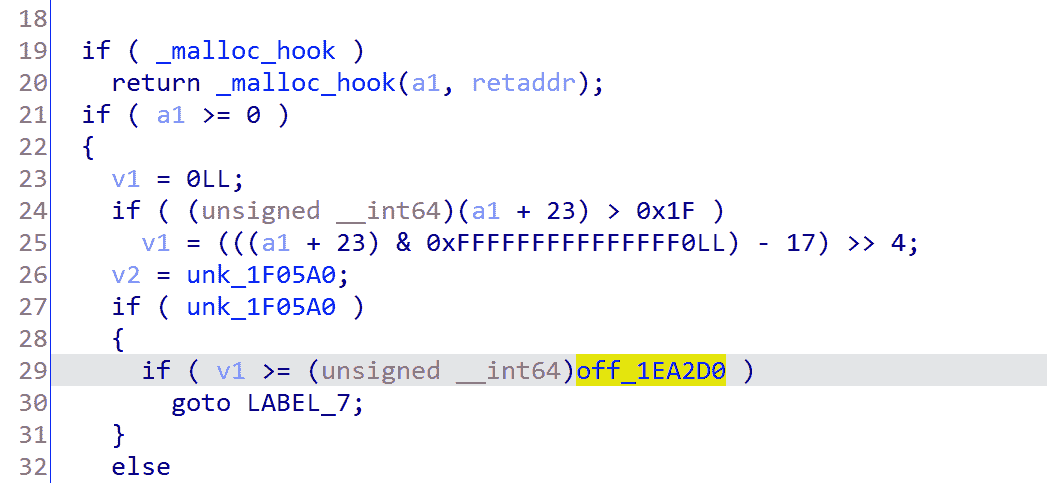 18
19 if ( _malloc_hook )
20 return _malloc_hook(a1, retaddr);
21 if ( a1 >= 0 )
22 {
23 v1 = 0LL;
24 if ( (unsigned __int64)(a1 + 23) > 0x1F )
25 v1 = (((a1 + 23) & 0xFFFFFFFFFFFFFFF0LL) - 17) >> 4;
26 v2 = unk_1F05A0;
27 if ( unk_1F05A0 )
28 {
29 if ( v1 >= (unsigned __int64)off_1EA2D0 )
30 goto LABEL_7;
31 }
32 else